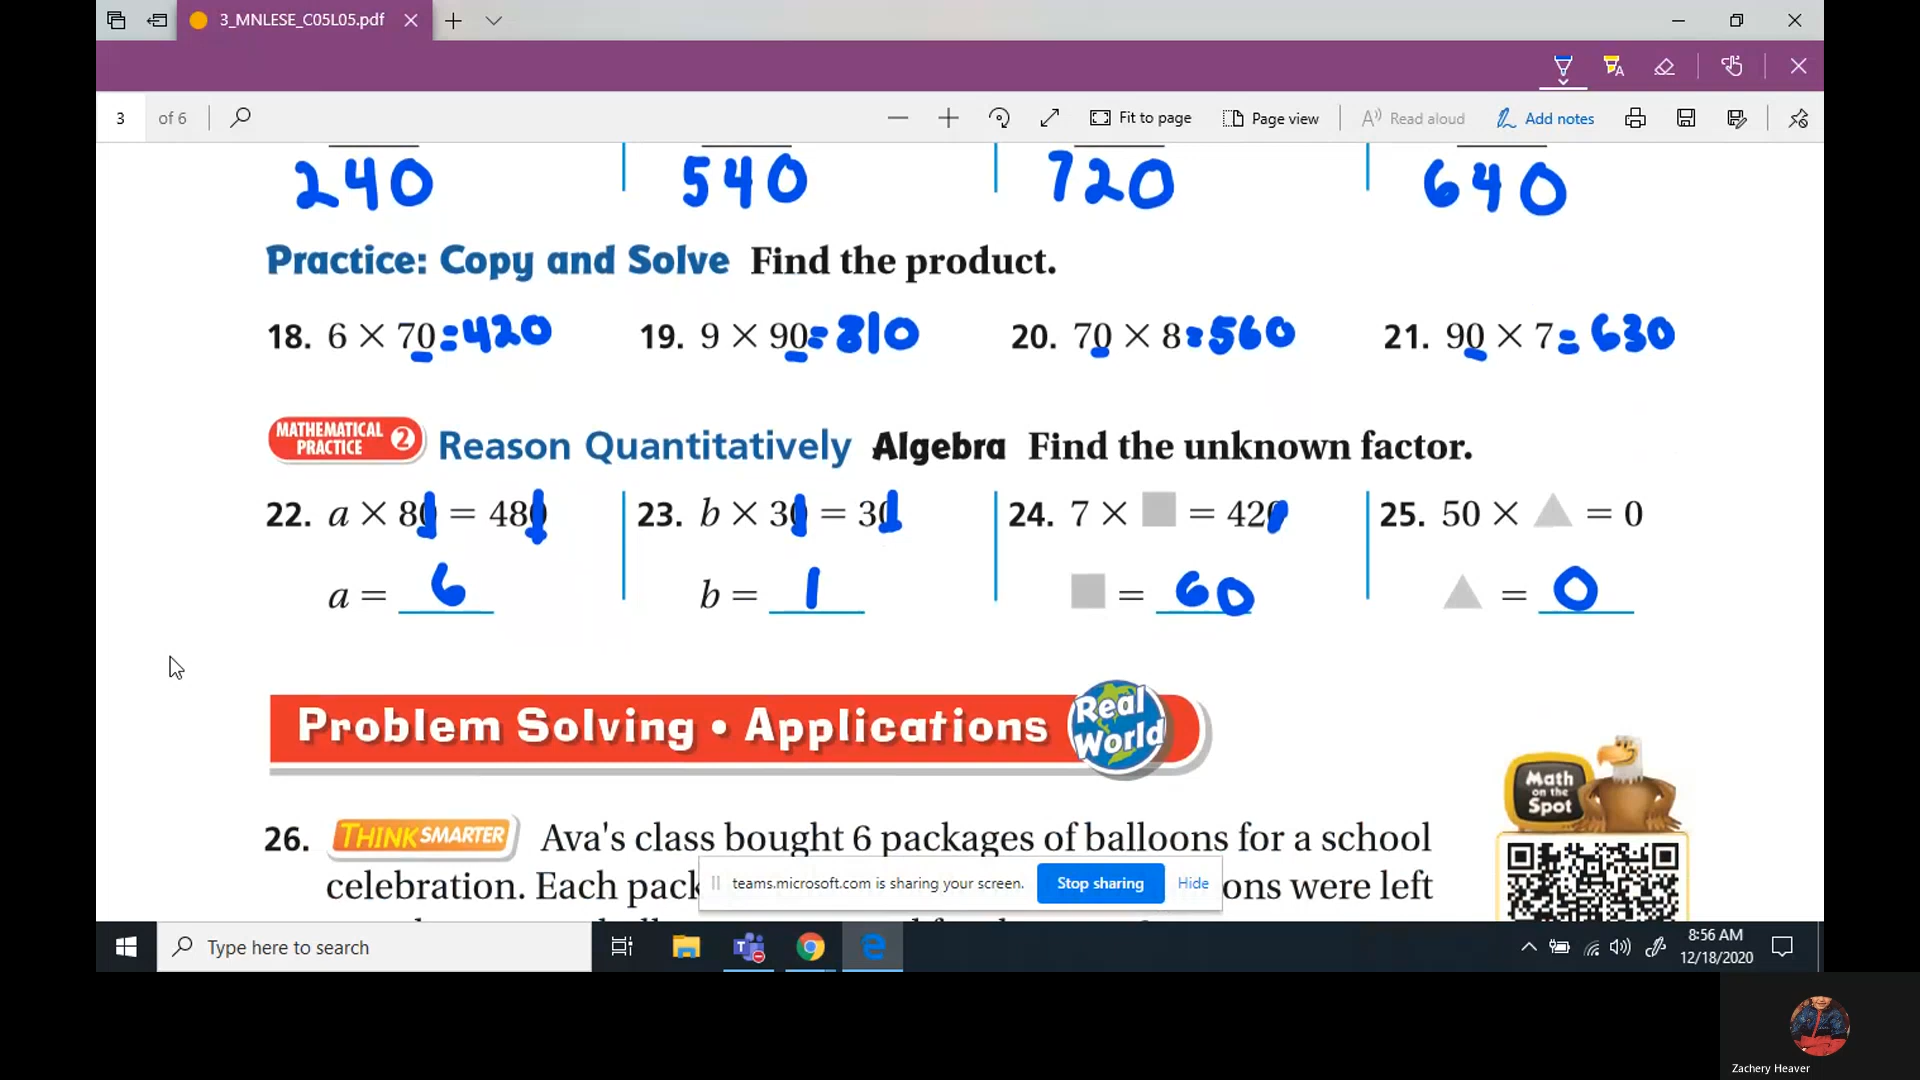 3_MNLESE_C05L05.pdf
3 of 6 Fit to page Page view Read aloud Add notes
240 540 720 640
Practice: Copy and Solve Find the product.
18. 6 × 70 = 420 19. 9 × 90 = 810 20. 70 × 8 = 560 21. 90 × 7 = 630
MATHEMATICAL PRACTICE 2 Reason Quantitatively Algebra Find the unknown factor.
22. a × 80 = 480 23. b × 30 = 30 24. 7 × ■ = 420 25. 50 × ▲ = 0
a = 6 b = 1 ■ = 60 ▲ = 0
Problem Solving • Applications Real World
Math on the Spot
26. THINK SMARTER Ava's class bought 6 packages of balloons for a school
celebration. Each pack ons were left
teams.microsoft.com is sharing your screen. Stop sharing Hide
Type here to search
8:56 AM
12/18/2020
Zachery Heaver